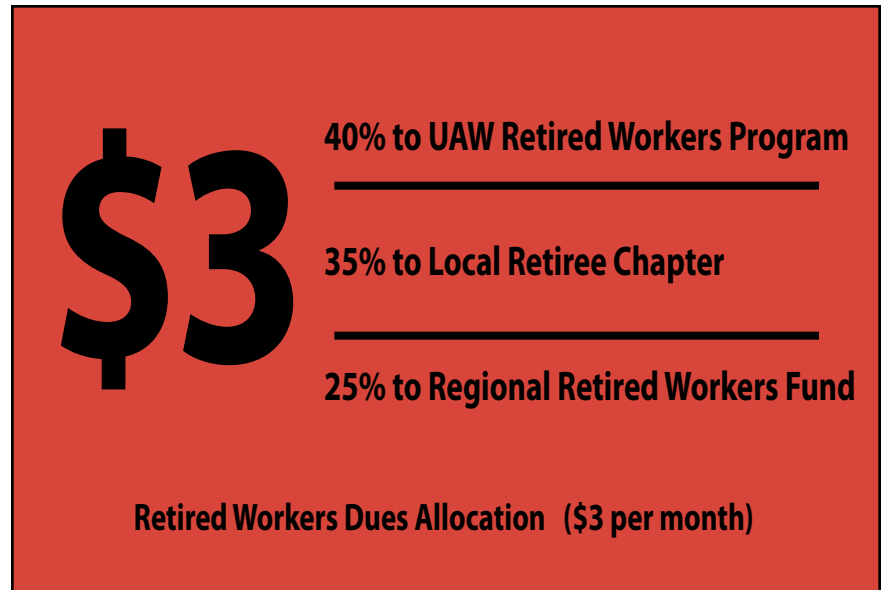 $3
40% to UAW Retired Workers Program
35% to Local Retiree Chapter
25% to Regional Retired Workers Fund
Retired Workers Dues Allocation ($3 per month)